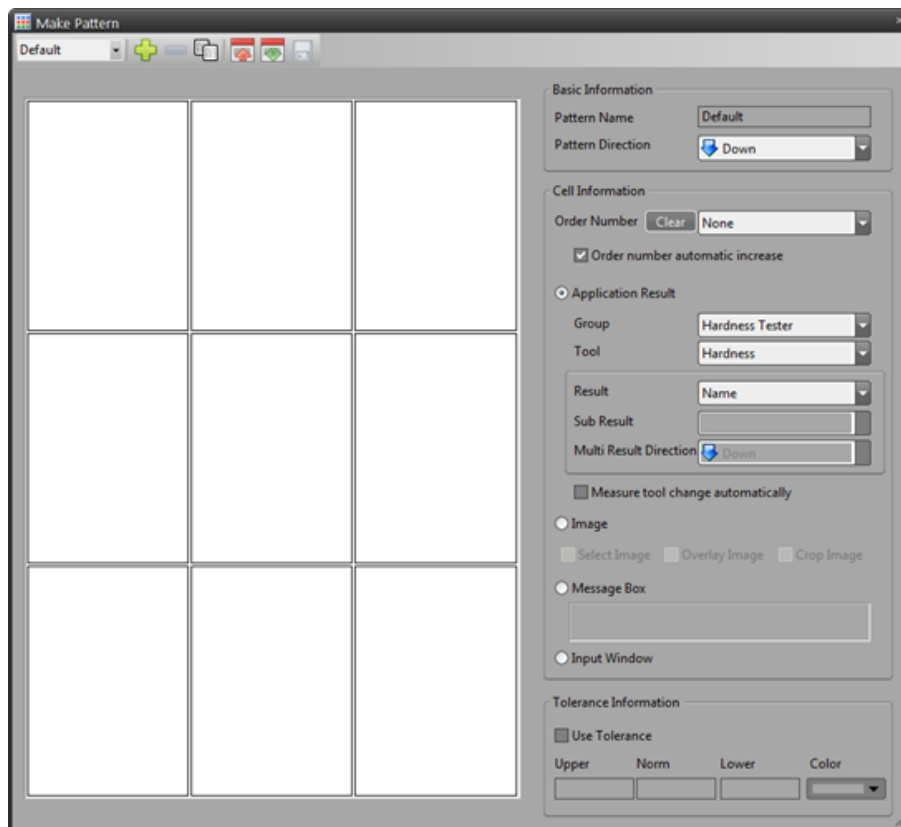 Make Pattern
Default
Basic Information
Pattern Name
Default
Pattern Direction
Down
Cell Information
Order Number
Clear
None
Order number automatic increase
Application Result
Group
Hardness Tester
Tool
Hardness
Result
Name
Sub Result
Multi Result Direction
Down
Measure tool change automatically
Image
Select Image
Overlay Image
Crop Image
Message Box
Input Window
Tolerance Information
Use Tolerance
Upper
Norm
Lower
Color